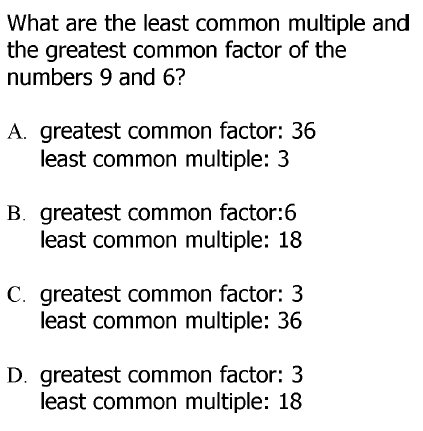 What are the least common multiple and
the greatest common factor of the
numbers 9 and 6?
A. greatest common factor: 36
least common multiple: 3
B. greatest common factor:6
least common multiple: 18
C. greatest common factor: 3
least common multiple: 36
D. greatest common factor: 3
least common multiple: 18